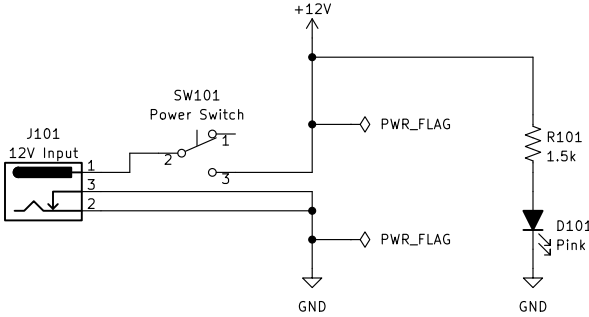 +12V
SW101
Power Switch
J101
12V Input
1
2
1
3
3
2
PWR_FLAG
R101
1.5k
D101
Pink
PWR_FLAG
GND
GND